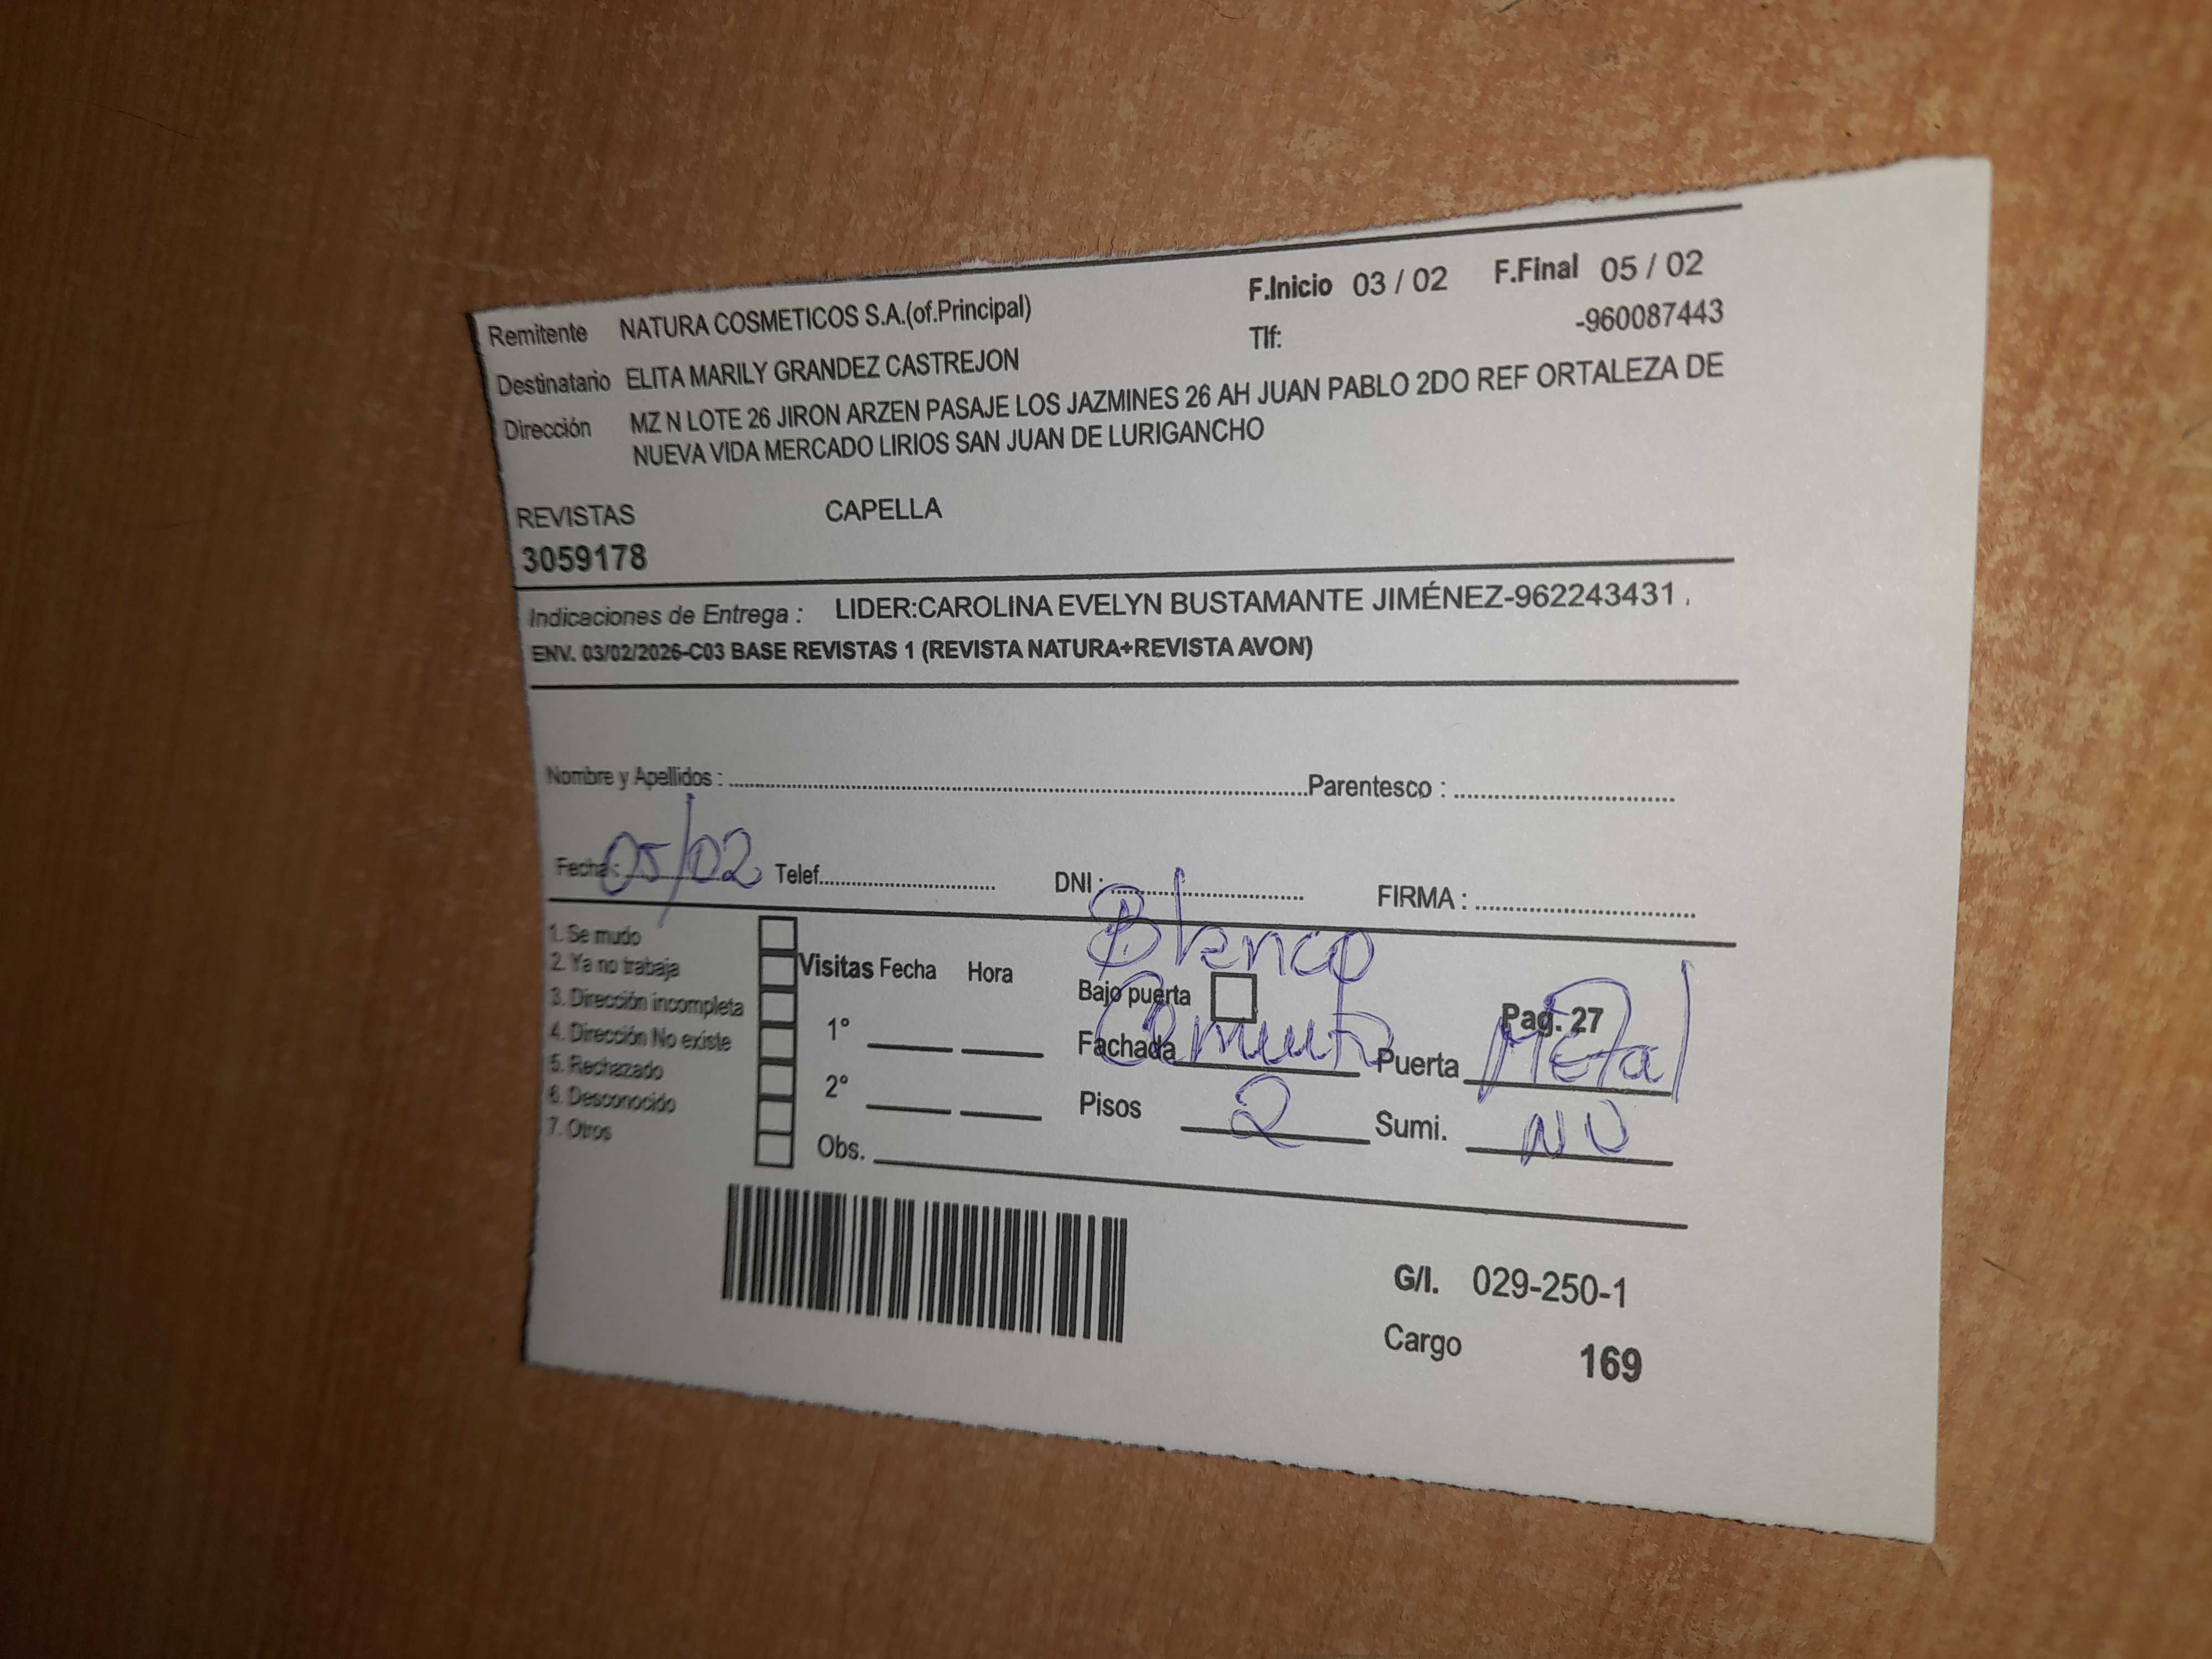 Remitente NATURA COSMETICOS S.A.(of.Principal) F.Inicio 03 / 02 F.Final 05 / 02
Destinatario ELITA MARILY GRANDEZ CASTREJON Tlf: -960087443
Dirección MZ N LOTE 26 JIRON ARZEN PASAJE LOS JAZMINES 26 AH JUAN PABLO 2DO REF ORTALEZA DE
NUEVA VIDA MERCADO LIRIOS SAN JUAN DE LURIGANCHO
REVISTAS CAPELLA
3059178
Indicaciones de Entrega : LIDER:CAROLINA EVELYN BUSTAMANTE JIMÉNEZ-962243431 .
ENV. 03/02/2026-C03 BASE REVISTAS 1 (REVISTA NATURA+REVISTA AVON)
Nombre y Apellidos : Parentesco :
Fecha : 05/02 Telef. DNI : FIRMA :
Blanco
1. Se mudo
2. Ya no trabaja
3. Dirección incompleta
4. Dirección No existe
5. Rechazado
6. Desconocido
7. Otros
Visitas Fecha Hora
1°
2°
Obs.
Bajo puerta Pag. 27
Fachada Cemento Puerta Metal
Pisos 2 Sumi. NO
G/I. 029-250-1
Cargo 169